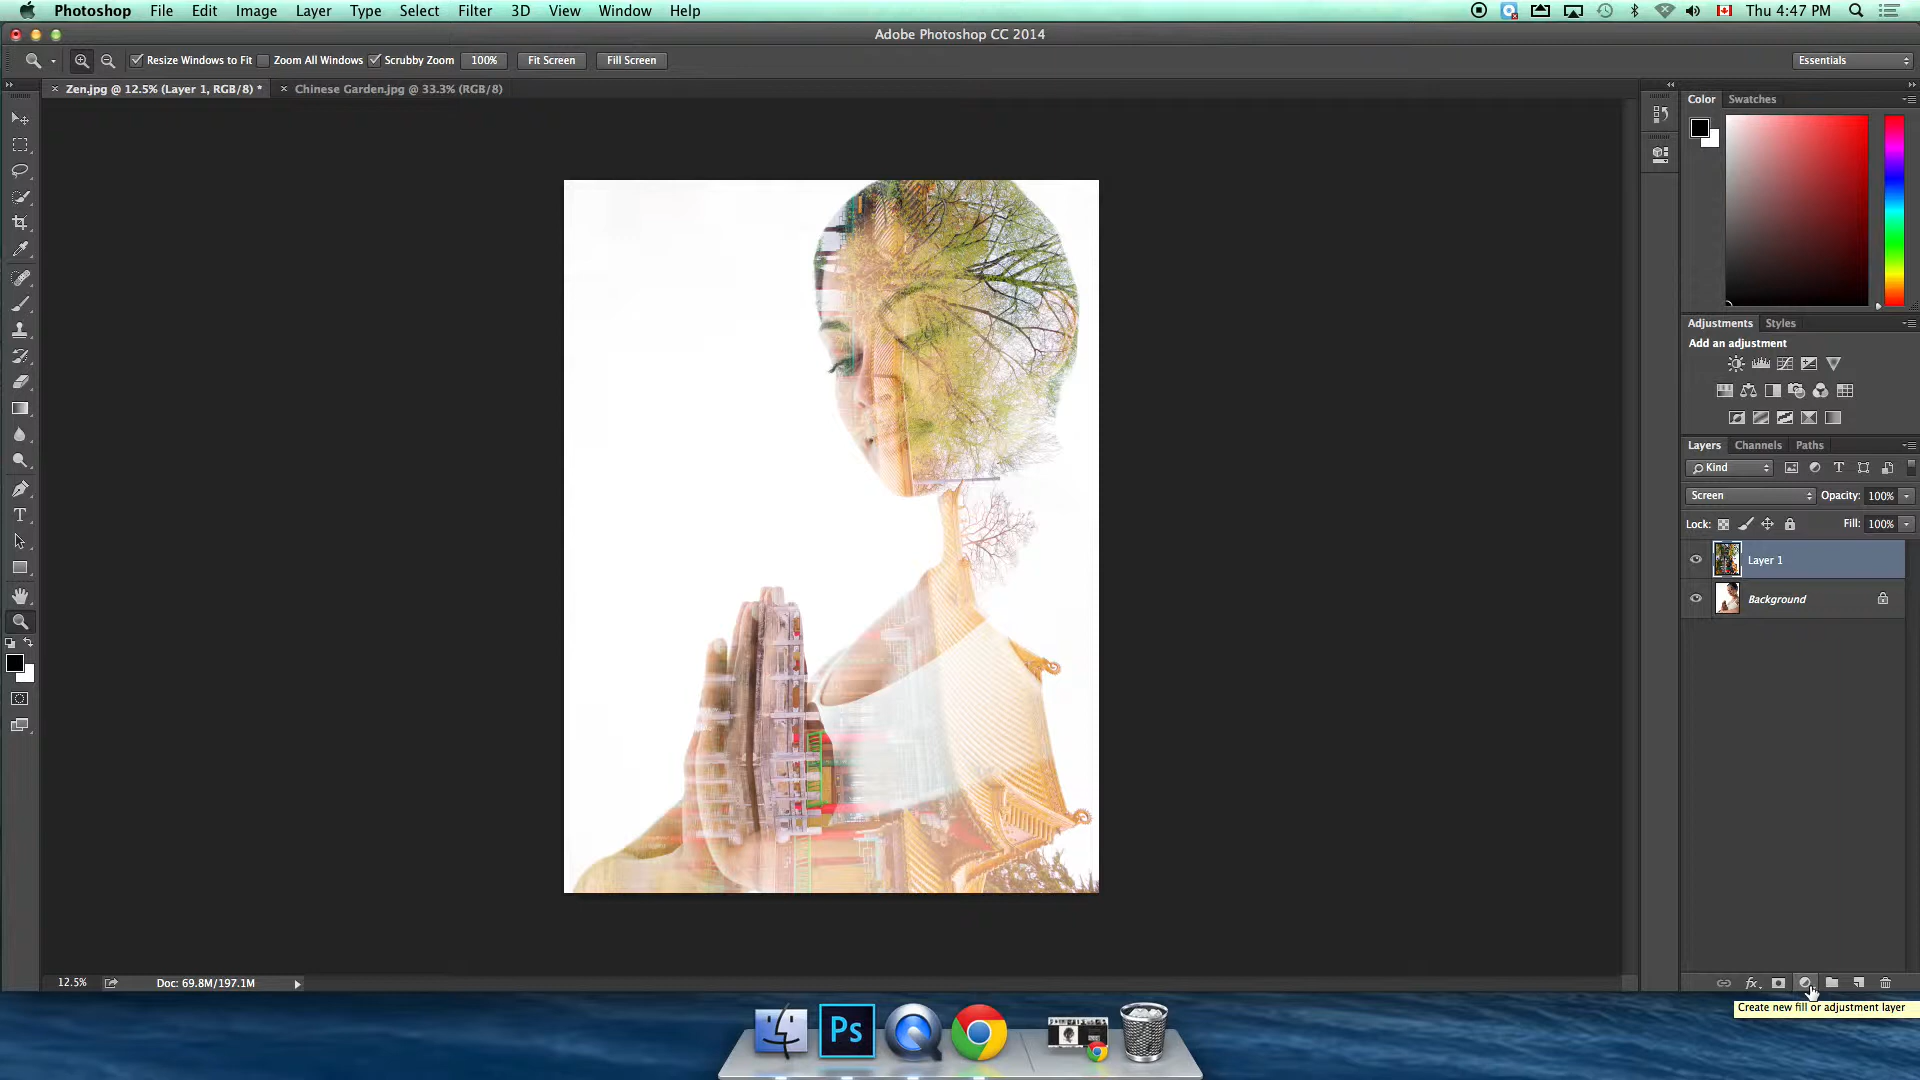 Photoshop File Edit Image Layer Type Select Filter 3D View Window Help Thu 4:47 PM
Adobe Photoshop CC 2014
Resize Windows to Fit Zoom All Windows Scrubby Zoom 100% Fit Screen Fill Screen Essentials
Zen.jpg @ 12.5% (Layer 1, RGB/8) * Chinese Garden.jpg @ 33.3% (RGB/8)
Color Swatches
Adjustments Styles
Add an adjustment
Layers Channels Paths
Kind
Screen Opacity: 100%
Lock: Fill: 100%
Layer 1
Background
12.5% Doc: 69.8M/197.1M
fx
Create new fill or adjustment layer
Ps